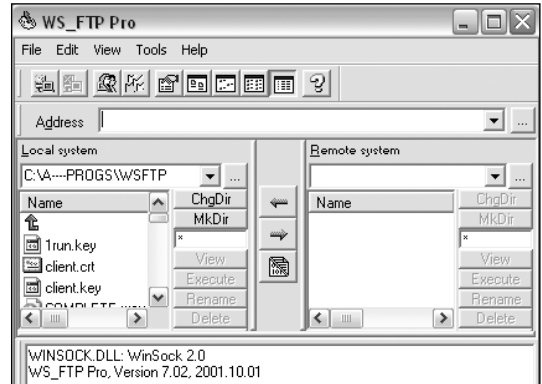 WS_FTP Pro
File Edit View Tools Help
Address
...
Local system
C:\A----PROGS\WSFTP
...
Name
1run.key
client.crt
client.key
COMPLETE.wav
ChgDir
MkDir
*
View
Execute
Rename
Delete
Remote system
...
Name
ChgDir
MkDir
*
View
Execute
Rename
Delete
WINSOCK.DLL: WinSock 2.0
WS_FTP Pro, Version 7.02, 2001.10.01